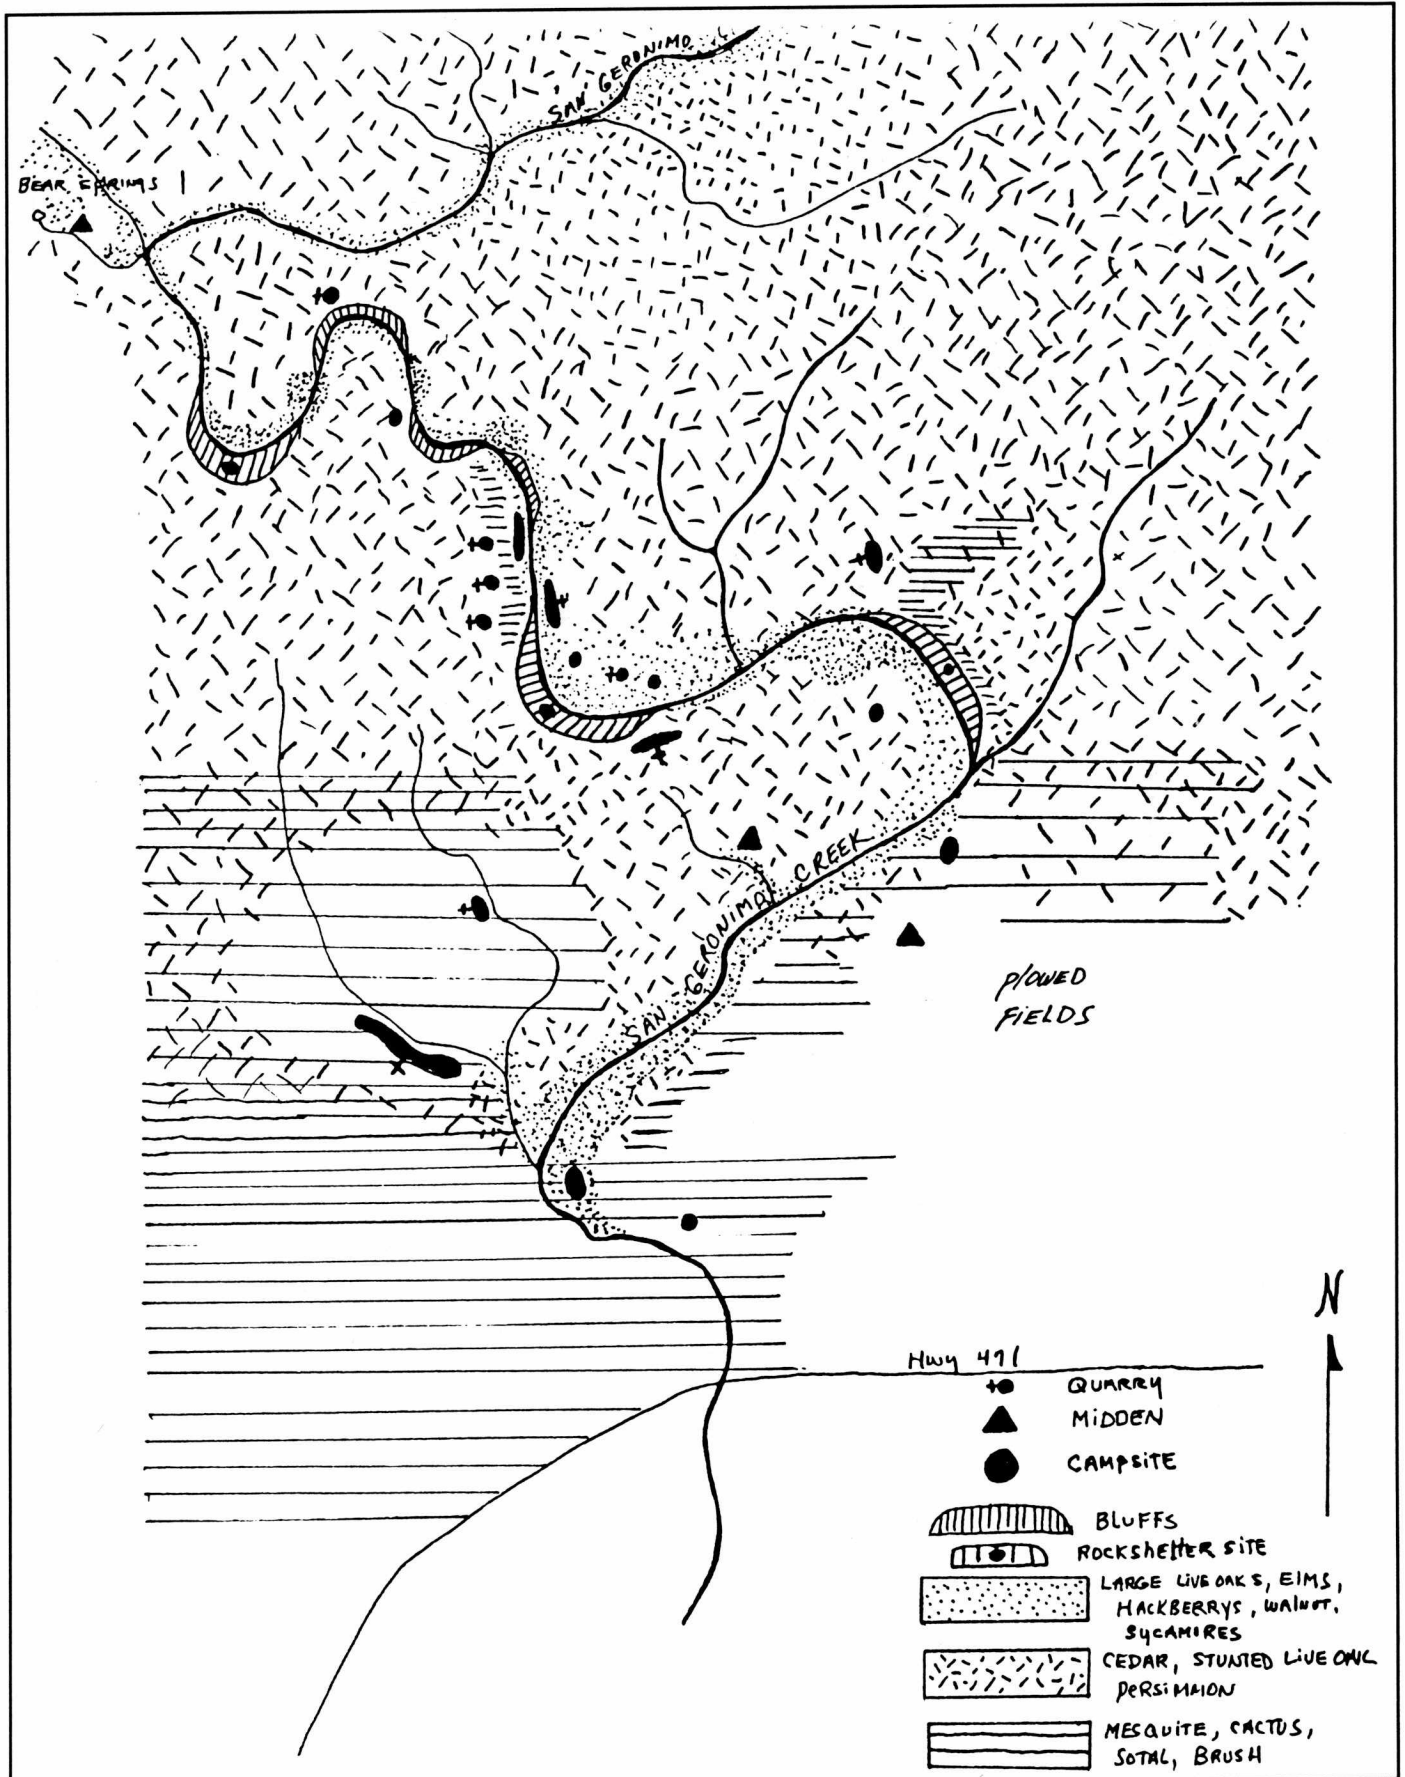 SAN GERONIMO
BEAR SPRINGS
SAN GERONIMO CREEK
PLOWED
FIELDS
N
Hwy 471
QUARRY
MIDDEN
CAMPSITE
BLUFFS
ROCKSHELTER SITE
LARGE LIVE OAKS, ELMS,
HACKBERRYS, WALNUT,
SYCAMIRES
CEDAR, STUNTED LIVE OAK
PERSIMMON
MESQUITE, CACTUS,
SOTAL, BRUSH